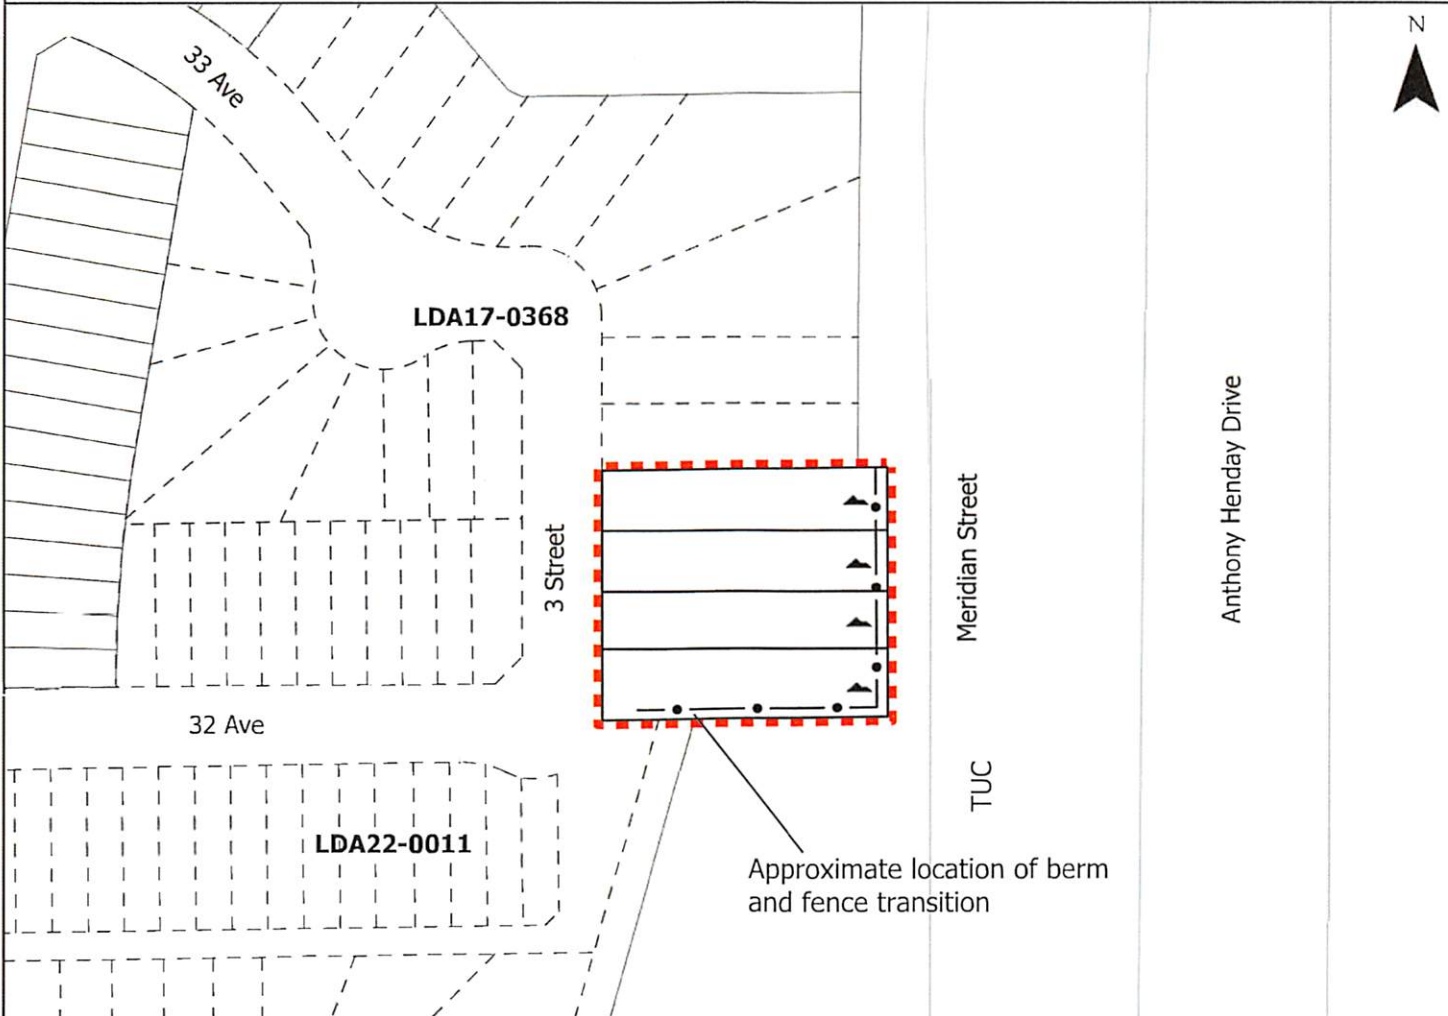 N
33 Ave
LDA17-0368
3 Street
Meridian Street
Anthony Henday Drive
32 Ave
TUC
LDA22-0011
Approximate location of berm
and fence transition